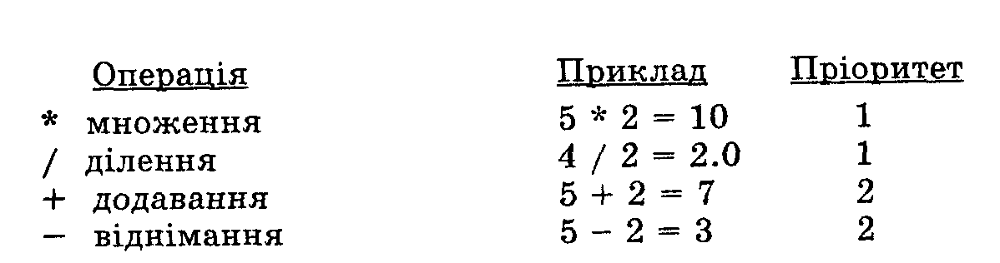 Операція Приклад Пріоритет
* множення 5 * 2 = 10 1
/ ділення 4 / 2 = 2.0 1
+ додавання 5 + 2 = 7 2
– віднімання 5 – 2 = 3 2